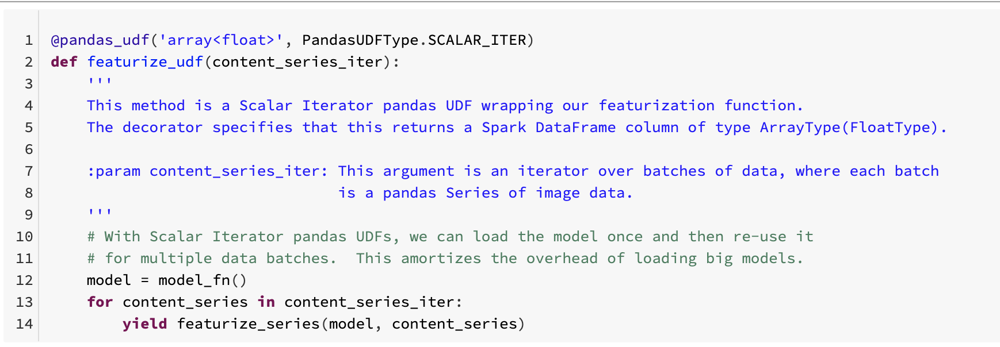 1 @pandas_udf('array<float>', PandasUDFType.SCALAR_ITER)
2 def featurize_udf(content_series_iter):
3     '''
4     This method is a Scalar Iterator pandas UDF wrapping our featurization function.
5     The decorator specifies that this returns a Spark DataFrame column of type ArrayType(FloatType).
6
7     :param content_series_iter: This argument is an iterator over batches of data, where each batch
8                                 is a pandas Series of image data.
9     '''
10     # With Scalar Iterator pandas UDFs, we can load the model once and then re-use it
11     # for multiple data batches.  This amortizes the overhead of loading big models.
12     model = model_fn()
13     for content_series in content_series_iter:
14         yield featurize_series(model, content_series)